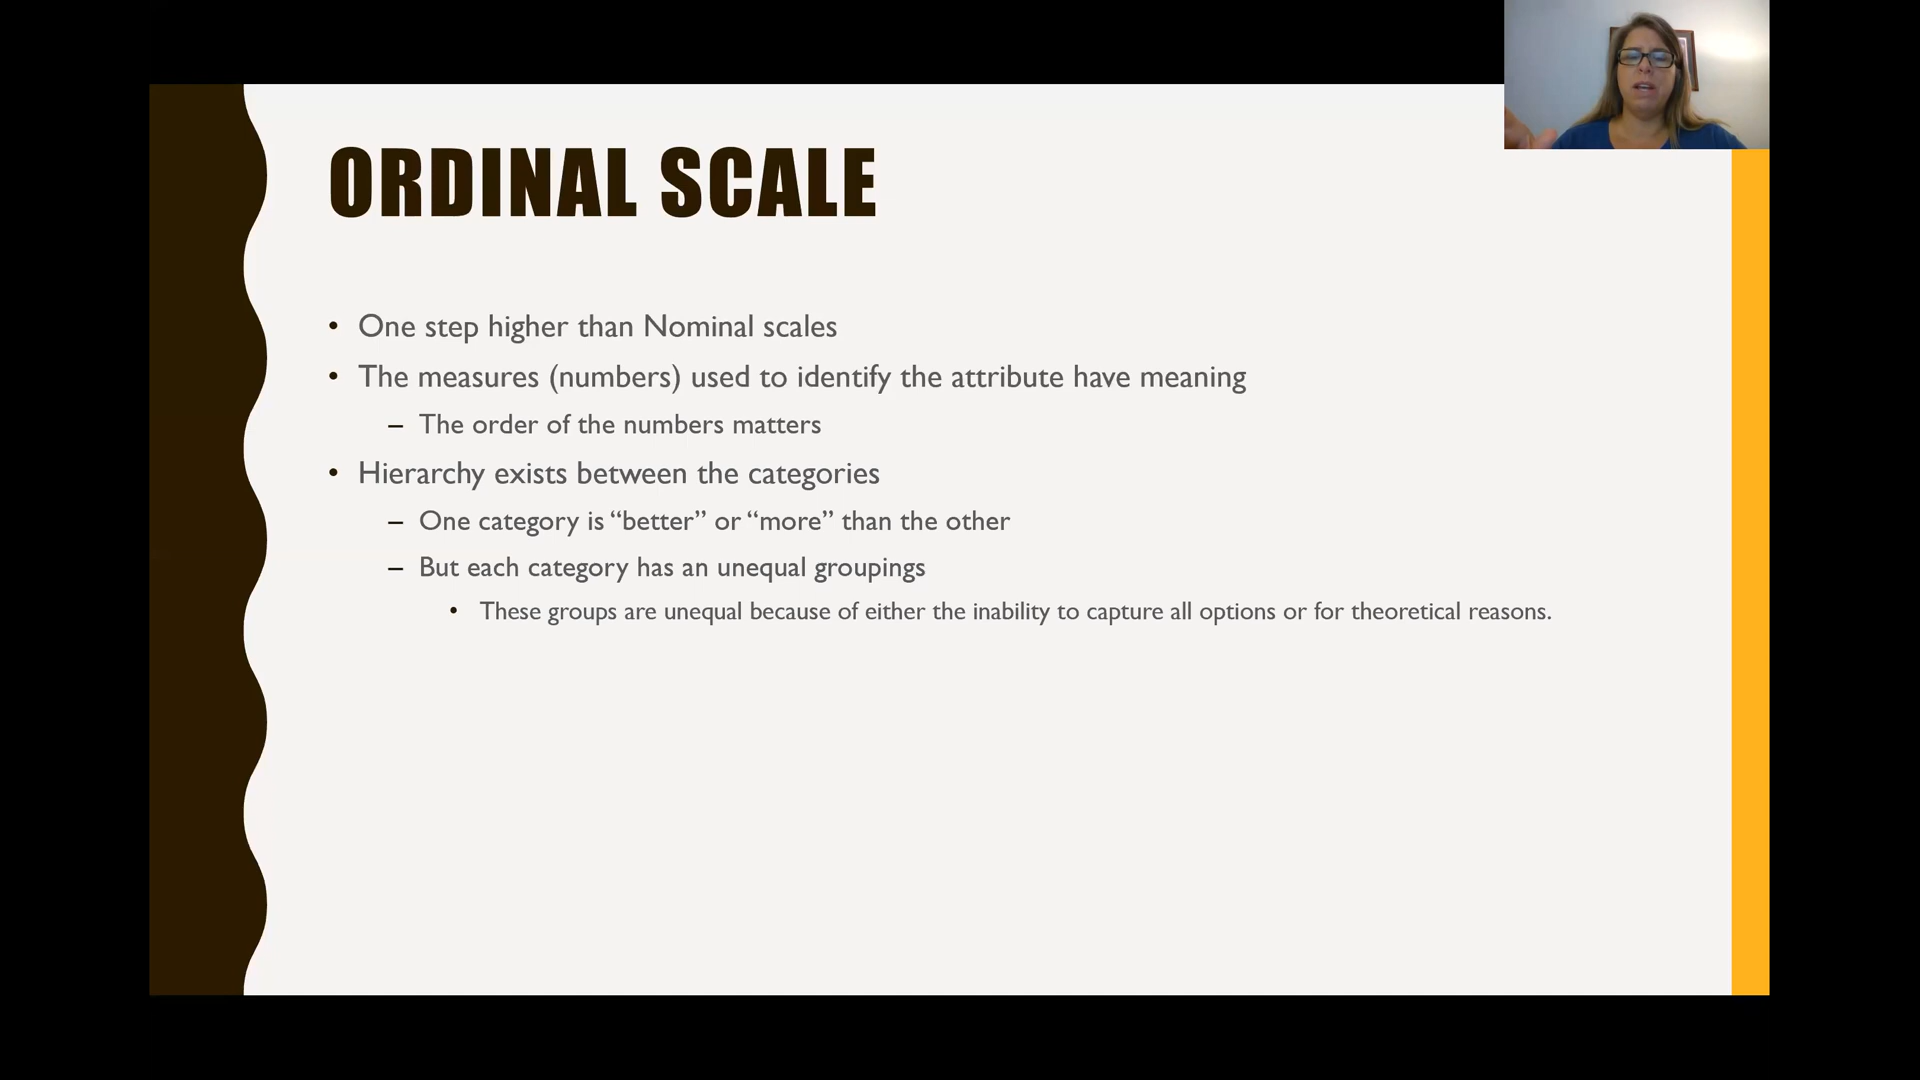 ORDINAL SCALE
• One step higher than Nominal scales
• The measures (numbers) used to identify the attribute have meaning
– The order of the numbers matters
• Hierarchy exists between the categories
– One category is “better” or “more” than the other
– But each category has an unequal groupings
• These groups are unequal because of either the inability to capture all options or for theoretical reasons.